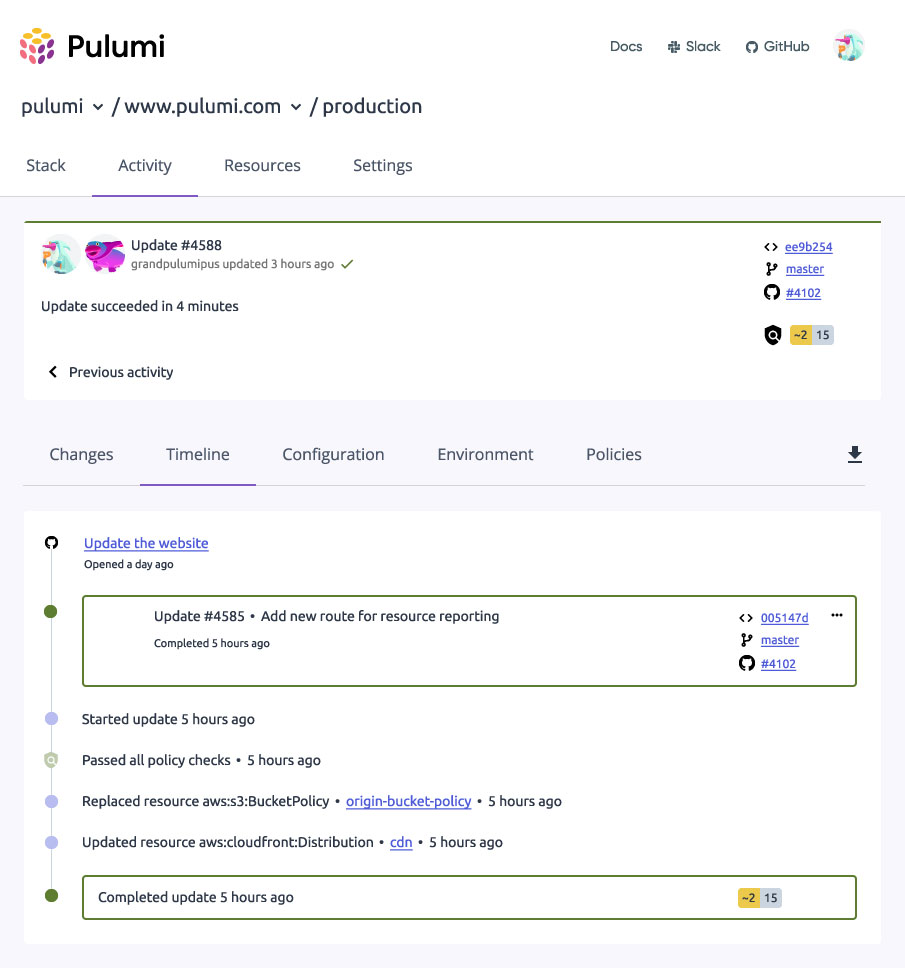 Pulumi
Docs Slack GitHub
pulumi / www.pulumi.com / production
Stack Activity Resources Settings
Update #4588
grandpulumipus updated 3 hours ago
ee9b254
master
#4102
Update succeeded in 4 minutes
~2 15
Previous activity
Changes Timeline Configuration Environment Policies
Update the website
Opened a day ago
Update #4585 • Add new route for resource reporting
Completed 5 hours ago
005147d
master
#4102
Started update 5 hours ago
Passed all policy checks • 5 hours ago
Replaced resource aws:s3:BucketPolicy • origin-bucket-policy • 5 hours ago
Updated resource aws:cloudfront:Distribution • cdn • 5 hours ago
Completed update 5 hours ago ~2 15